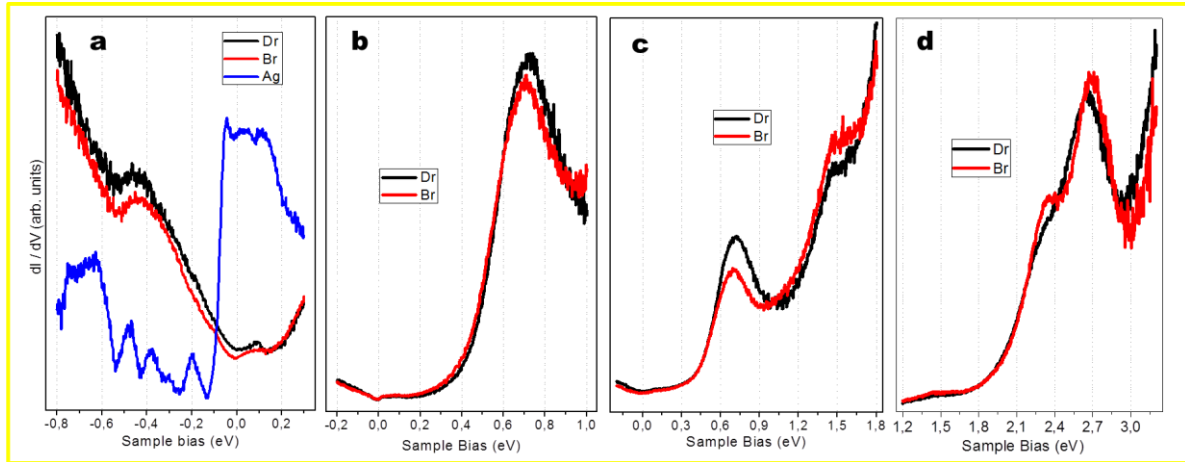 a
Dr
Br
Ag
dI / dV (arb. units)
-0,8 -0,6 -0,4 -0,2 0,0 0,2
Sample bias (eV)
b
Dr
Br
-0,2 0,0 0,2 0,4 0,6 0,8 1,0
Sample Bias (eV)
c
Dr
Br
0,0 0,3 0,6 0,9 1,2 1,5 1,8
Sample Bias (eV)
d
Dr
Br
1,2 1,5 1,8 2,1 2,4 2,7 3,0
Sample Bias (eV)